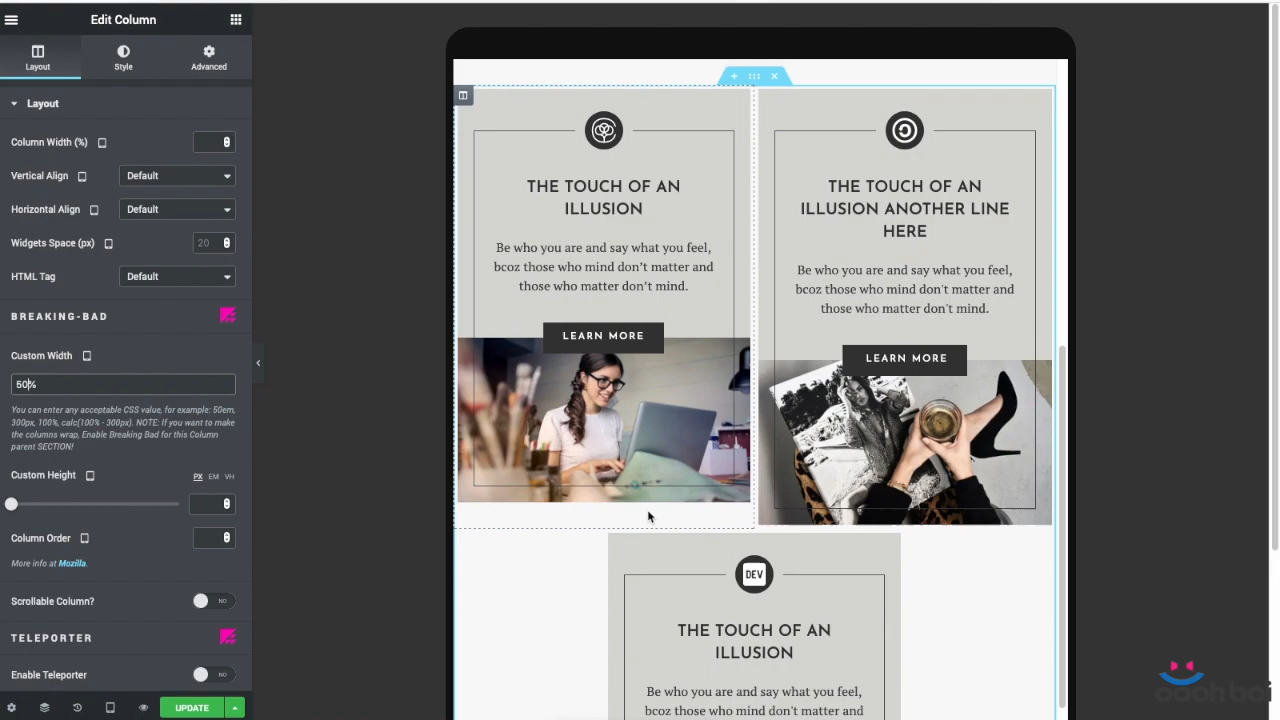 Edit Column
Layout
Style
Advanced
Layout
Column Width (%)
Vertical Align
Default
Horizontal Align
Default
Widgets Space (px)
20
HTML Tag
Default
BREAKING-BAD
Custom Width
50%
You can enter any acceptable CSS value, for example: 50em,
300px, 100%, calc(100% - 300px). NOTE: If you want to make
the columns wrap, Enable Breaking Bad for this Column
parent SECTION!
Custom Height
PX EM VH
Column Order
More info at Mozilla.
Scrollable Column?
NO
TELEPORTER
Enable Teleporter
NO
UPDATE
THE TOUCH OF AN
ILLUSION
Be who you are and say what you feel,
bcoz those who mind don’t matter and
those who matter don’t mind.
LEARN MORE
THE TOUCH OF AN
ILLUSION ANOTHER LINE
HERE
Be who you are and say what you feel,
bcoz those who mind don't matter and
those who matter don't mind.
LEARN MORE
DEV
THE TOUCH OF AN
ILLUSION
Be who you are and say what you feel,
bcoz those who mind don't matter and
oooh boi